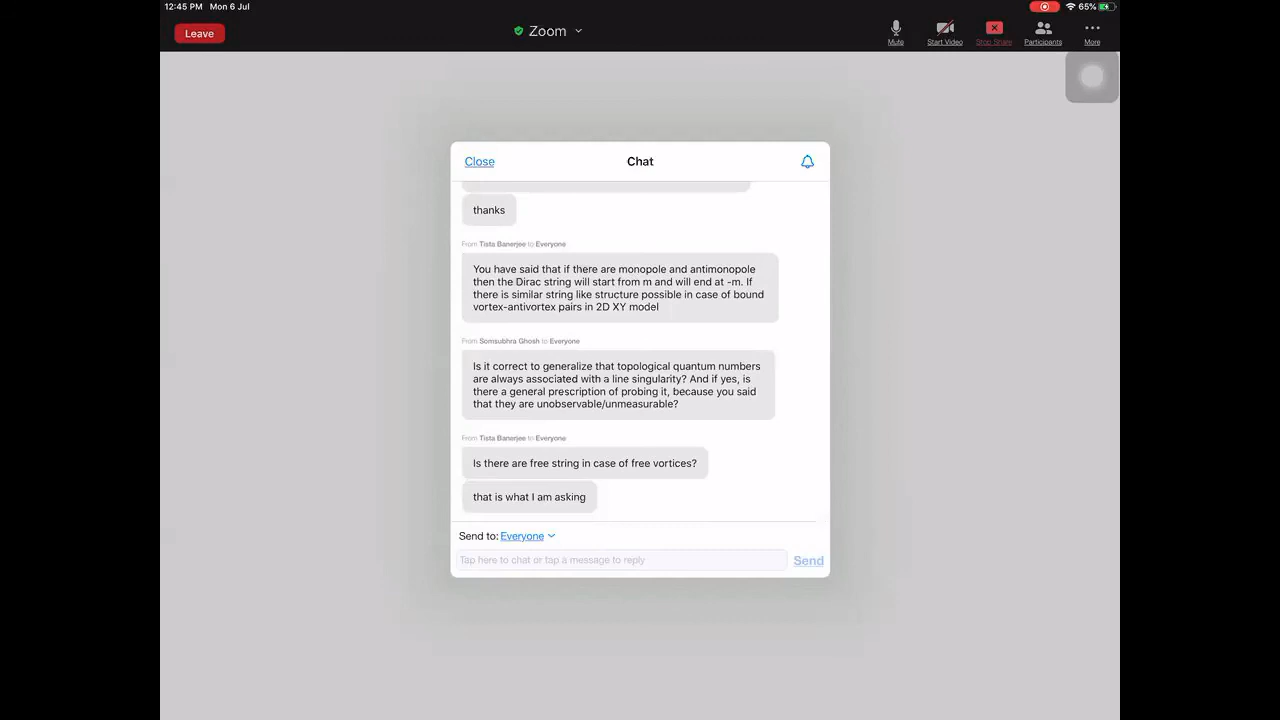 12:45 PM Mon 6 Jul
65%
Leave
Zoom
Mute
Start Video
Stop Share
Participants
More
Close
Chat
thanks
From Tista Banerjee to Everyone
You have said that if there are monopole and antimonopole
then the Dirac string will start from m and will end at -m. If
there is similar string like structure possible in case of bound
vortex-antivortex pairs in 2D XY model
From Somsubhra Ghosh to Everyone
Is it correct to generalize that topological quantum numbers
are always associated with a line singularity? And if yes, is
there a general prescription of probing it, because you said
that they are unobservable/unmeasurable?
From Tista Banerjee to Everyone
Is there are free string in case of free vortices?
that is what I am asking
Send to: Everyone
Tap here to chat or tap a message to reply
Send